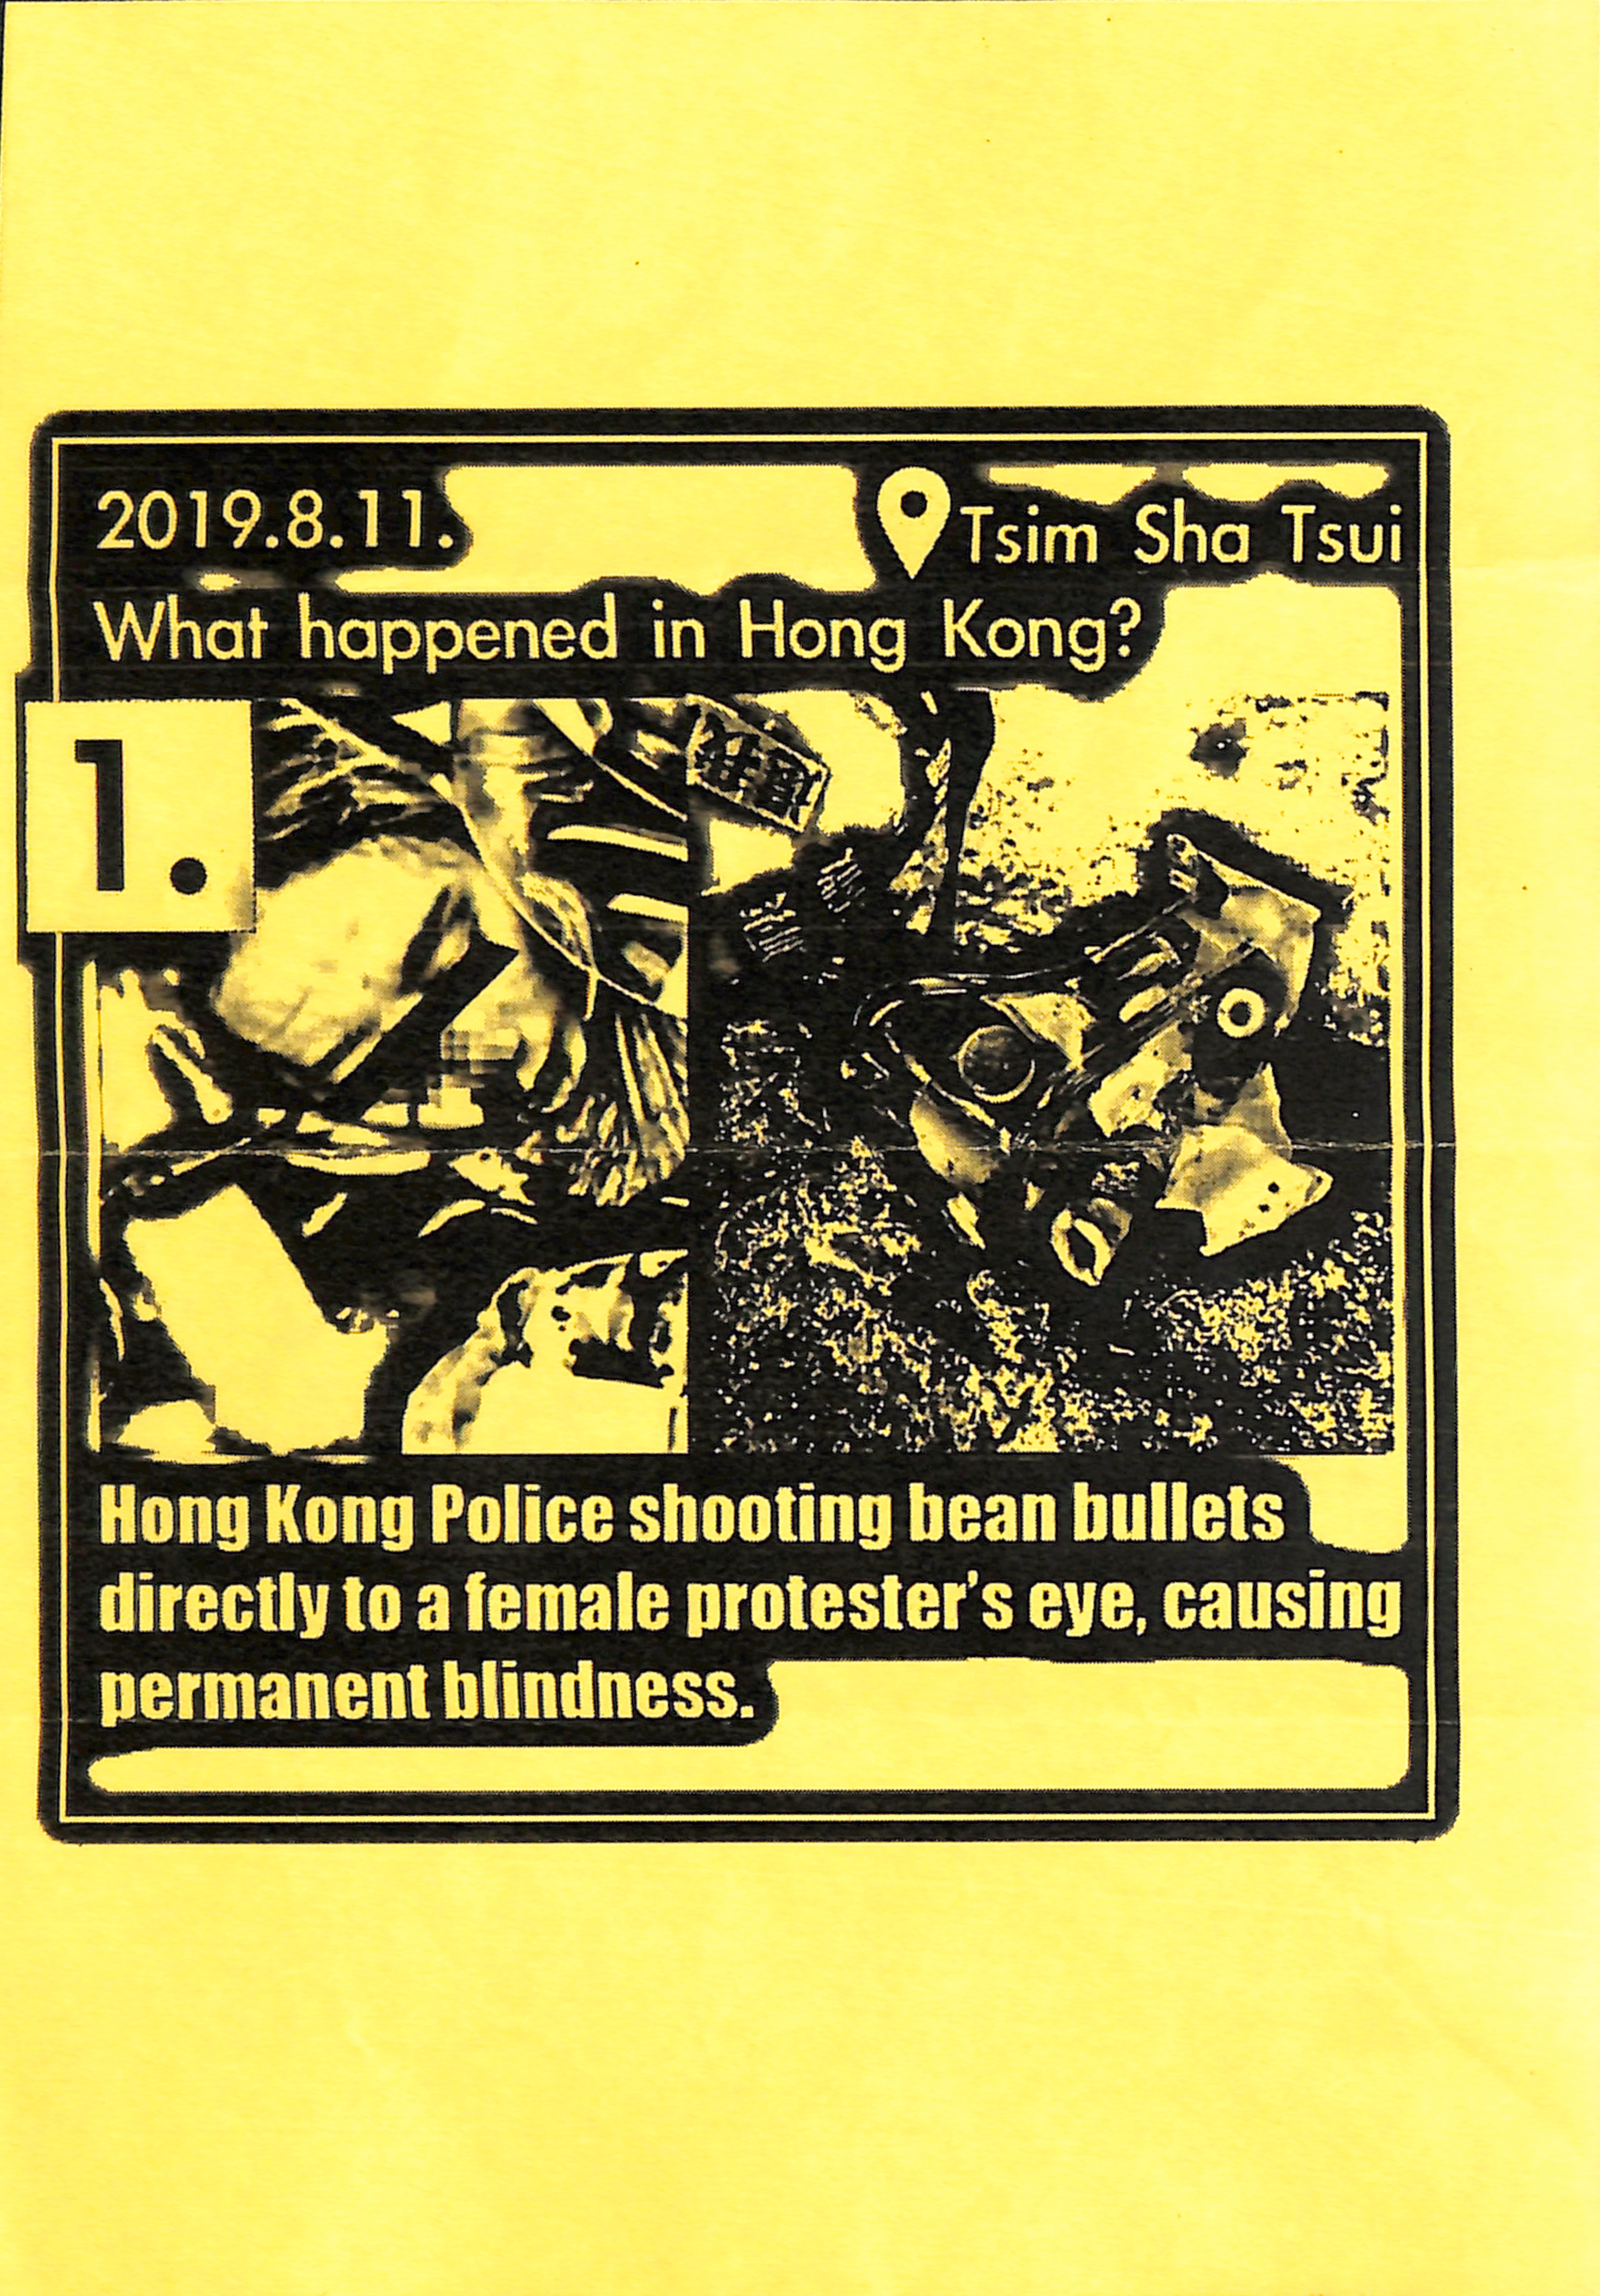 2019.8.11.
Tsim Sha Tsui
What happened in Hong Kong?
1.
Hong Kong Police shooting bean bullets
directly to a female protester's eye, causing
permanent blindness.